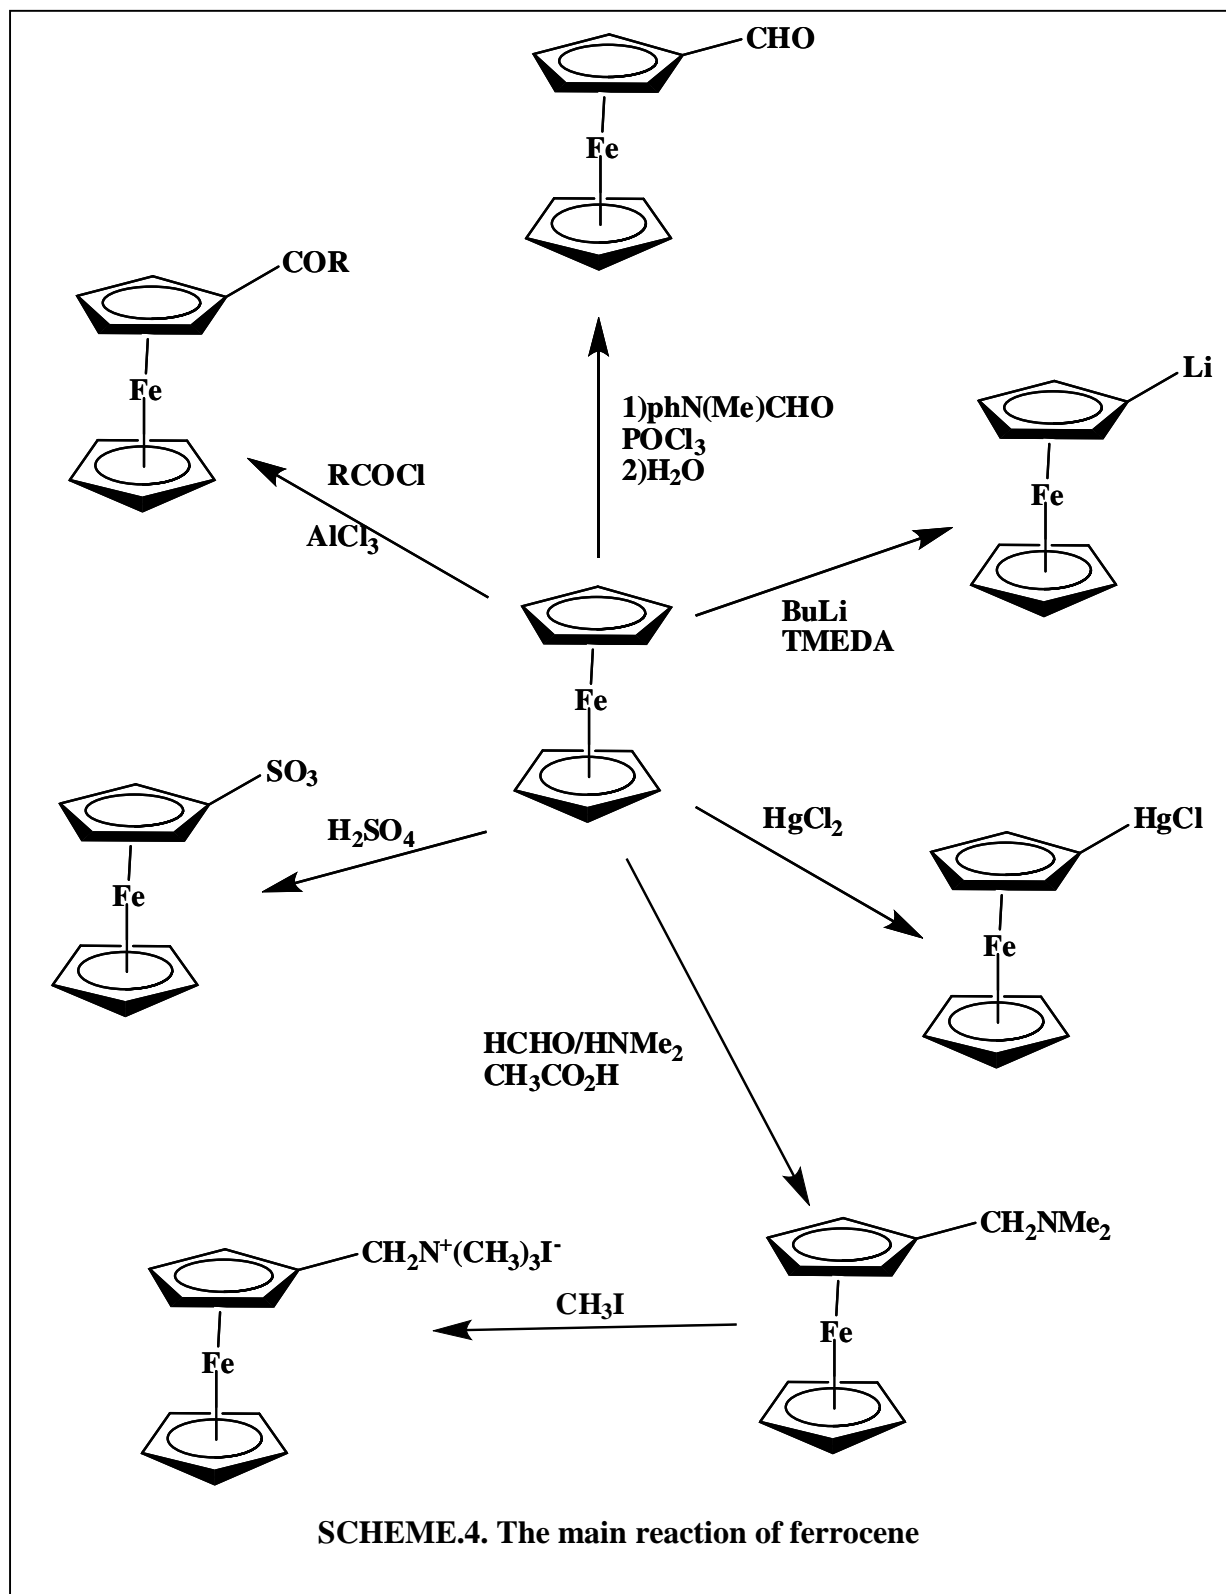 CHO
Fe
COR
Fe
Li
Fe
1)phN(Me)CHO
POCl₃
2)H₂O
RCOCl
AlCl₃
BuLi
TMEDA
Fe
SO₃
Fe
H₂SO₄
HgCl₂
HgCl
Fe
HCHO/HNMe₂
CH₃CO₂H
CH₂NMe₂
Fe
CH₂N⁺(CH₃)₃I⁻
Fe
CH₃I
SCHEME.4. The main reaction of ferrocene